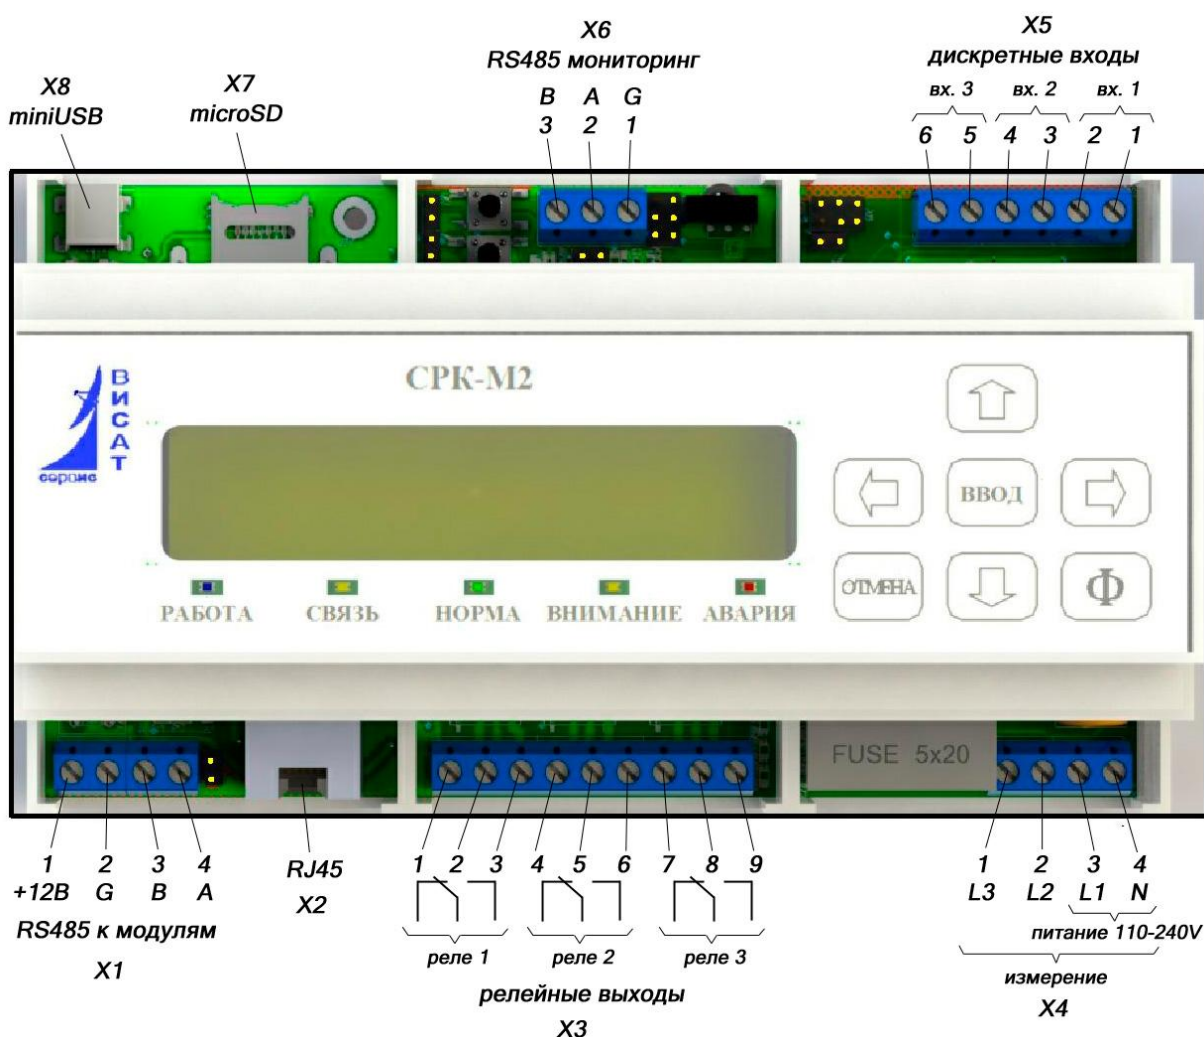 X6
RS485 мониторинг
X5
дискретные входы
X8
miniUSB
X7
microSD
B A G
3 2 1
вх. 3 вх. 2 вх. 1
6 5 4 3 2 1
СРК-М2
ВИСАТ
сервис
ВВОД
ОТМЕНА
Ф
РАБОТА СВЯЗЬ НОРМА ВНИМАНИЕ АВАРИЯ
FUSE 5x20
1 2 3 4
+12В G B A
RS485 к модулям
X1
RJ45
X2
1 2 3 4 5 6 7 8 9
реле 1 реле 2 реле 3
релейные выходы
X3
1 2 3 4
L3 L2 L1 N
питание 110-240V
измерение
X4